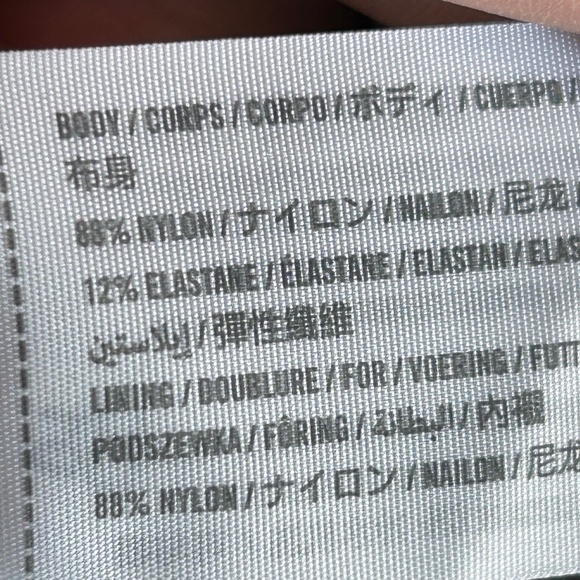 BODY / CORPS / CORPO / ボディ / CUERPO /
布身
88% NYLON / ナイロン / NAILON / 尼龙
12% ELASTANE / ÉLASTANE / ELASTAN / ELAS
إيلاستين / 彈性纖維
LINING / DOUBLURE / FOR / VOERING / FUTT
PODSZEWKA / FÔRING / البطانة / 內襯
88% NYLON / ナイロン / NAILON / 尼龙